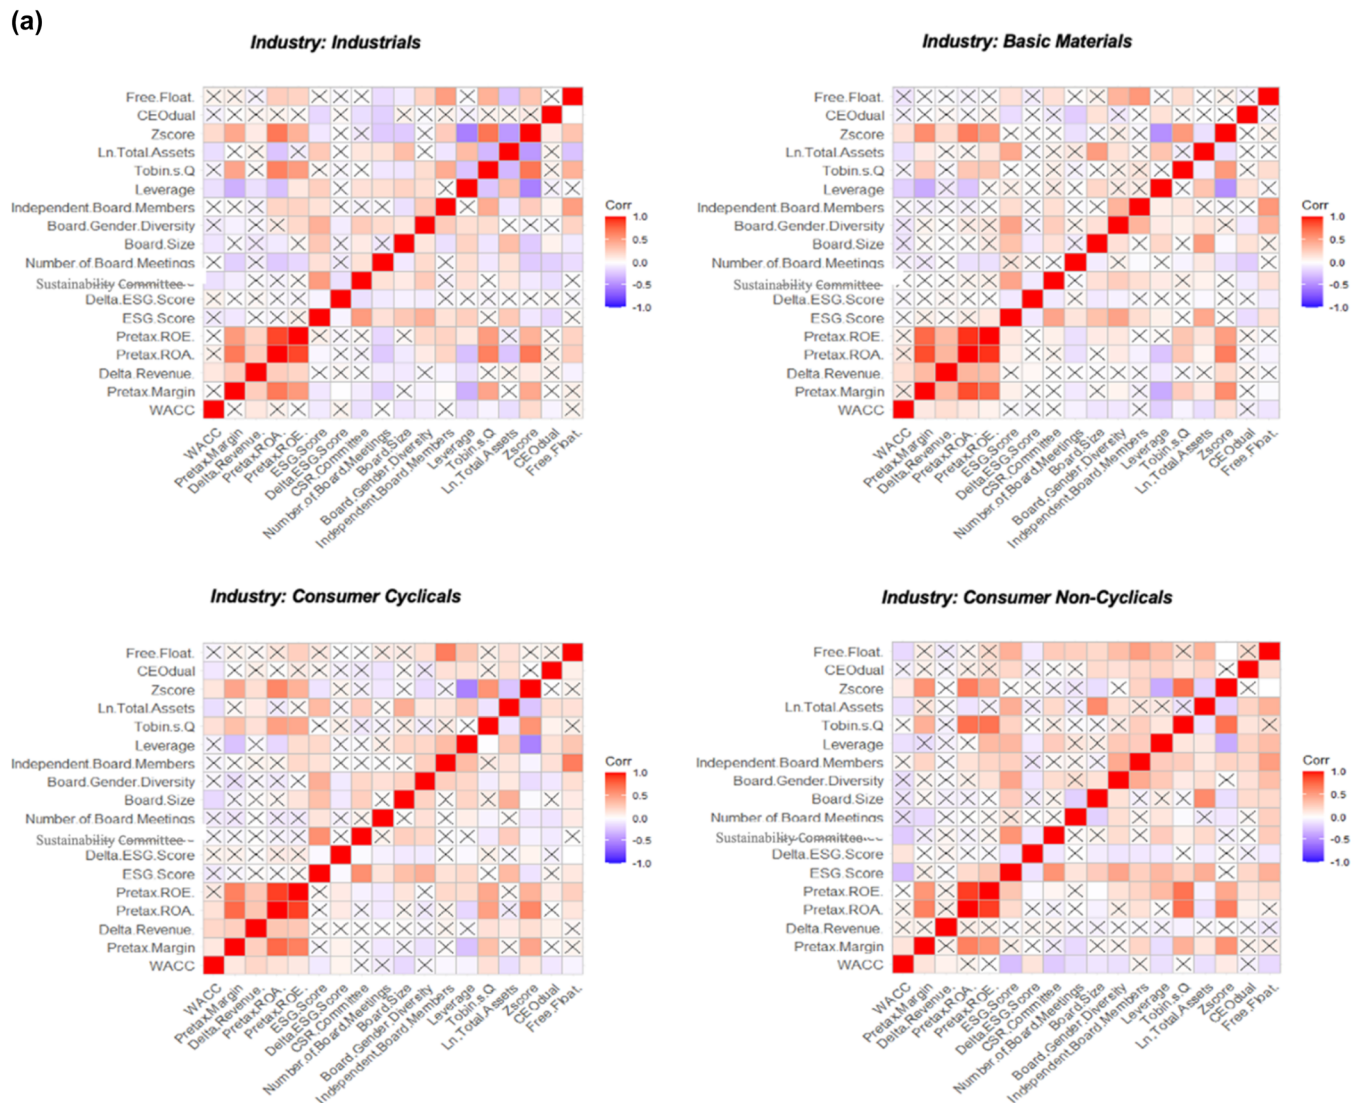 (a)
Industry: Industrials
Free.Float.
CEOdual
Zscore
Ln.Total.Assets
Tobin.s.Q
Leverage
Independent.Board.Members
Board.Gender.Diversity
Board.Size
Number.of.Board.Meetings
Sustainability Committee
Delta.ESG.Score
ESG.Score
Pretax.ROE.
Pretax.ROA.
Delta.Revenue.
Pretax.Margin
WACC
WACC
Pretax.Margin
Delta.Revenue.
Pretax.ROA.
Pretax.ROE.
ESG.Score
Delta.ESG.Score
CSR.Committee
Number.of.Board.Meetings
Board.Size
Board.Gender.Diversity
Independent.Board.Members
Leverage
Tobin.s.Q
Ln.Total.Assets
Zscore
CEOdual
Free.Float.
Corr
1.0
0.5
0.0
-0.5
-1.0
Industry: Basic Materials
Free.Float.
CEOdual
Zscore
Ln.Total.Assets
Tobin.s.Q
Leverage
Independent.Board.Members
Board.Gender.Diversity
Board.Size
Number.of.Board.Meetings
Sustainability Committee
Delta.ESG.Score
ESG.Score
Pretax.ROE.
Pretax.ROA.
Delta.Revenue.
Pretax.Margin
WACC
WACC
Pretax.Margin
Delta.Revenue.
Pretax.ROA.
Pretax.ROE.
ESG.Score
Delta.ESG.Score
CSR.Committee
Number.of.Board.Meetings
Board.Size
Board.Gender.Diversity
Independent.Board.Members
Leverage
Tobin.s.Q
Ln.Total.Assets
Zscore
CEOdual
Free.Float.
Corr
1.0
0.5
0.0
-0.5
-1.0
Industry: Consumer Cyclicals
Free.Float.
CEOdual
Zscore
Ln.Total.Assets
Tobin.s.Q
Leverage
Independent.Board.Members
Board.Gender.Diversity
Board.Size
Number.of.Board.Meetings
Sustainability Committee
Delta.ESG.Score
ESG.Score
Pretax.ROE.
Pretax.ROA.
Delta.Revenue.
Pretax.Margin
WACC
WACC
Pretax.Margin
Delta.Revenue.
Pretax.ROA.
Pretax.ROE.
ESG.Score
Delta.ESG.Score
CSR.Committee
Number.of.Board.Meetings
Board.Size
Board.Gender.Diversity
Independent.Board.Members
Leverage
Tobin.s.Q
Ln.Total.Assets
Zscore
CEOdual
Free.Float.
Corr
1.0
0.5
0.0
-0.5
-1.0
Industry: Consumer Non-Cyclicals
Free.Float.
CEOdual
Zscore
Ln.Total.Assets
Tobin.s.Q
Leverage
Independent.Board.Members
Board.Gender.Diversity
Board.Size
Number.of.Board.Meetings
Sustainability Committee
Delta.ESG.Score
ESG.Score
Pretax.ROE.
Pretax.ROA.
Delta.Revenue.
Pretax.Margin
WACC
WACC
Pretax.Margin
Delta.Revenue.
Pretax.ROA.
Pretax.ROE.
ESG.Score
Delta.ESG.Score
CSR.Committee
Number.of.Board.Meetings
Board.Size
Board.Gender.Diversity
Independent.Board.Members
Leverage
Tobin.s.Q
Ln.Total.Assets
Zscore
CEOdual
Free.Float.
Corr
1.0
0.5
0.0
-0.5
-1.0